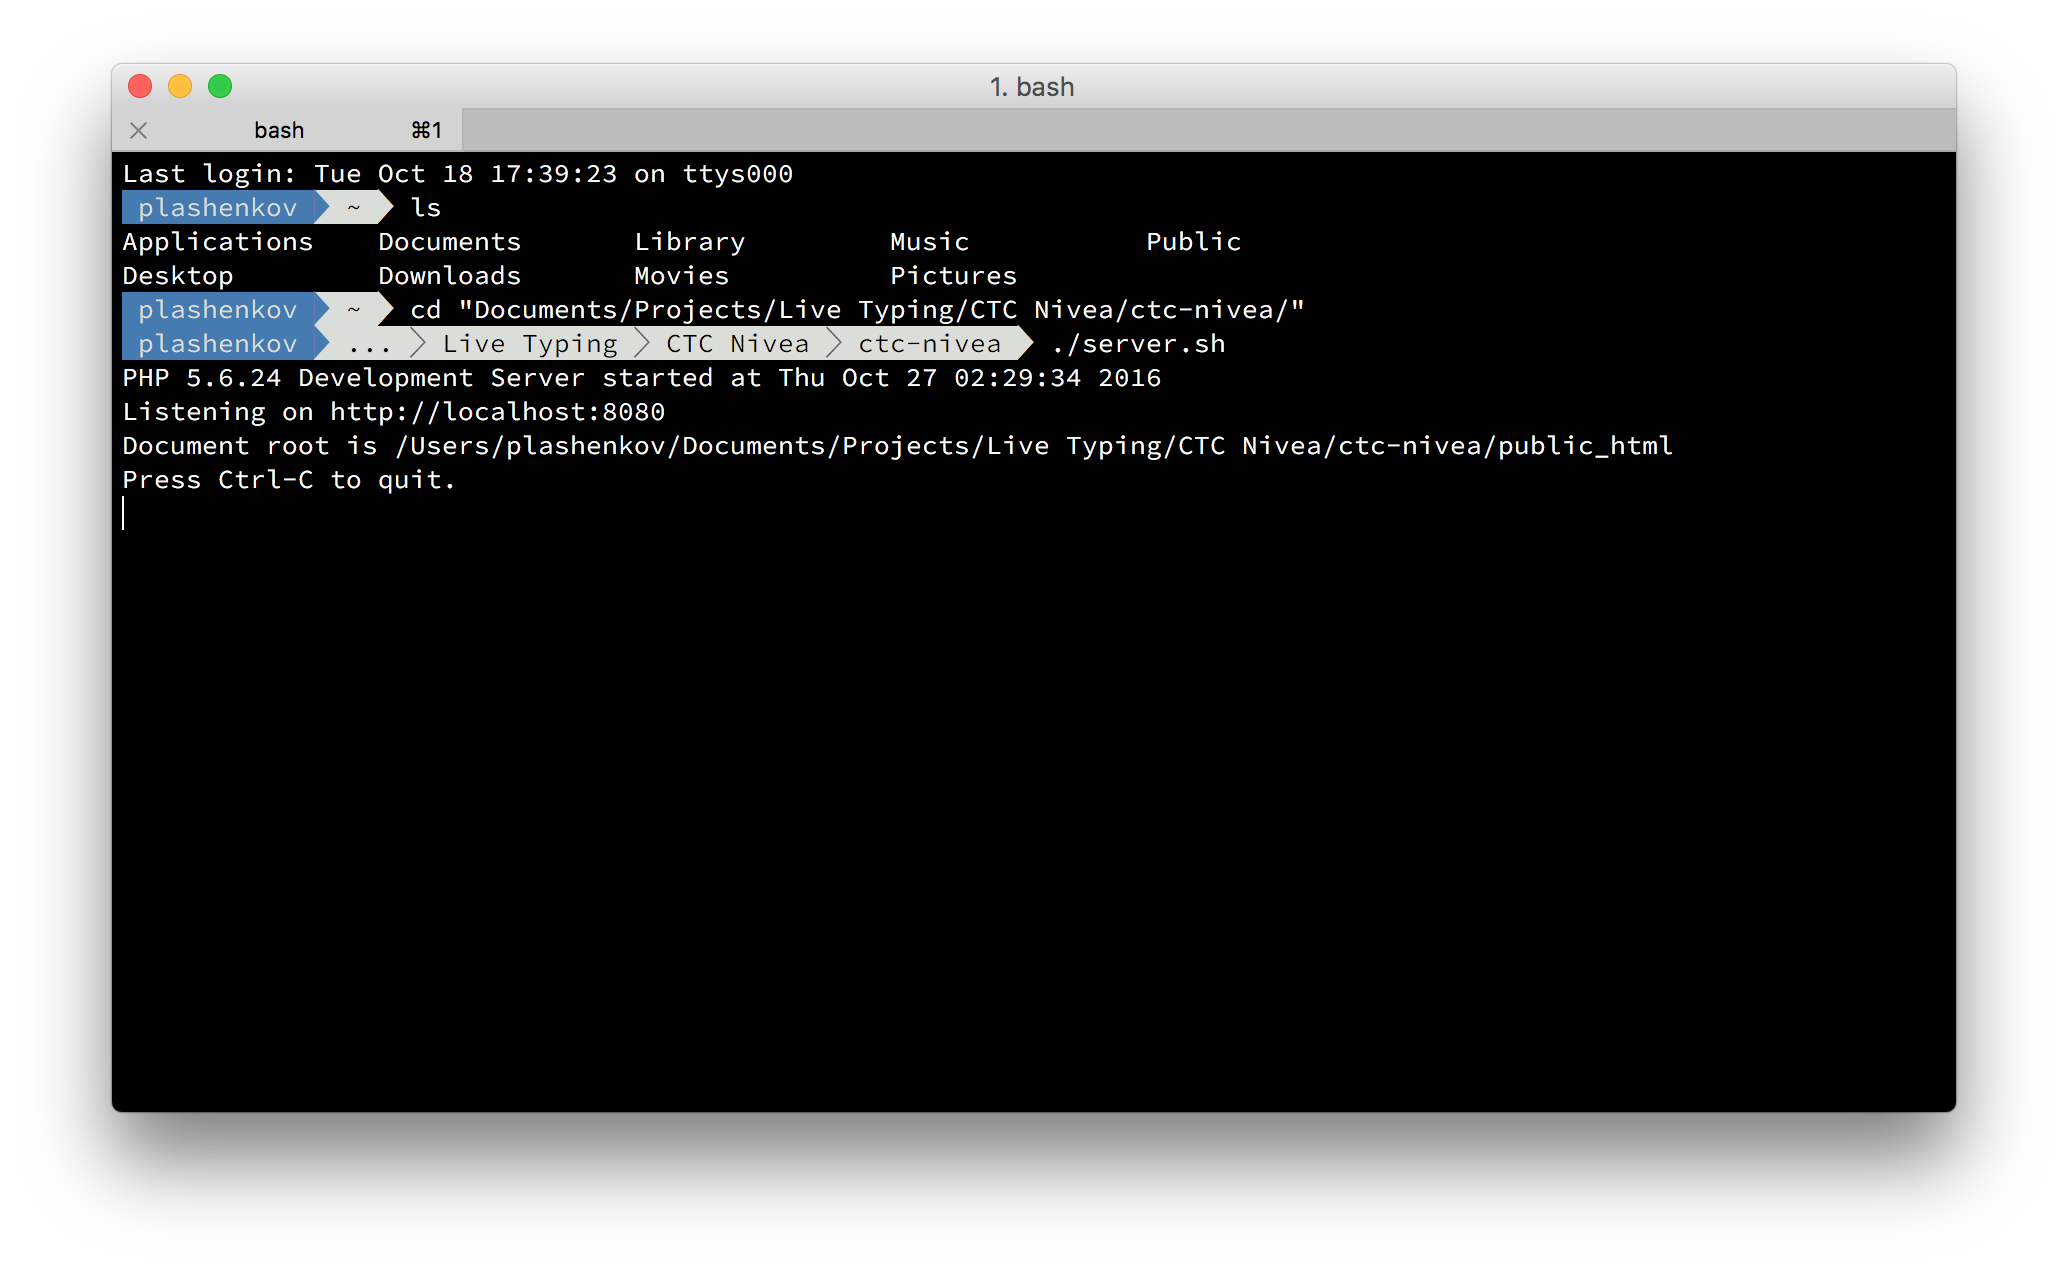 1. bash
bash ⌘1
Last login: Tue Oct 18 17:39:23 on ttys000
plashenkov ~ ls
Applications Documents Library Music Public
Desktop Downloads Movies Pictures
plashenkov ~ cd "Documents/Projects/Live Typing/CTC Nivea/ctc-nivea/"
plashenkov ... Live Typing CTC Nivea ctc-nivea ./server.sh
PHP 5.6.24 Development Server started at Thu Oct 27 02:29:34 2016
Listening on http://localhost:8080
Document root is /Users/plashenkov/Documents/Projects/Live Typing/CTC Nivea/ctc-nivea/public_html
Press Ctrl-C to quit.